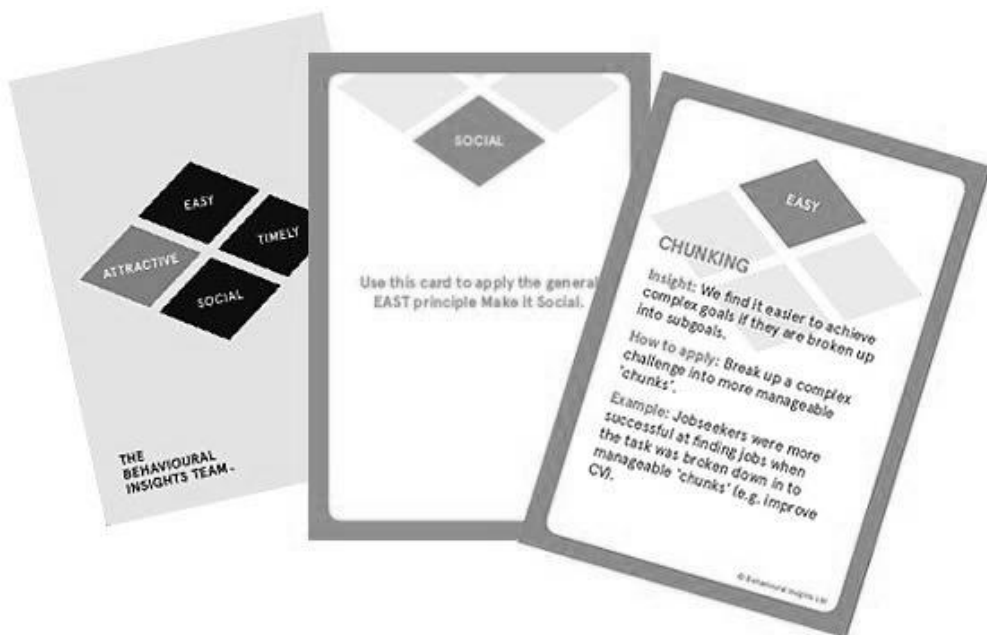 EASY
TIMELY
ATTRACTIVE
SOCIAL
THE
BEHAVIOURAL
INSIGHTS TEAM.
SOCIAL
Use this card to apply the general
EAST principle Make it Social.
EASY
CHUNKING
Insight: We find it easier to achieve
complex goals if they are broken up
into subgoals.
How to apply: Break up a complex
challenge into more manageable
'chunks'.
Example: Jobseekers were more
successful at finding jobs when
the task was broken down in to
manageable 'chunks' (e.g. improve
CV).
© Behavioural Insights Ltd